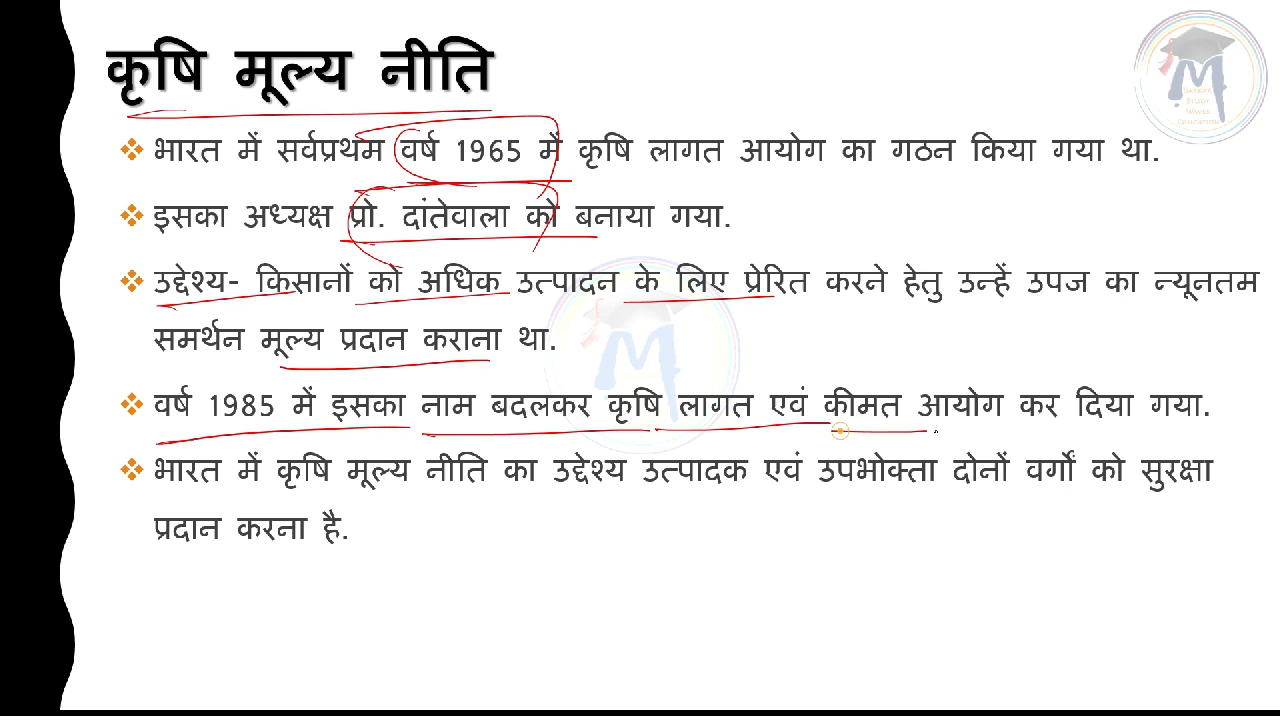 कृषि मूल्य नीति
भारत में सर्वप्रथम वर्ष 1965 में कृषि लागत आयोग का गठन किया गया था.
इसका अध्यक्ष प्रो. दांतेवाला को बनाया गया.
उद्देश्य- किसानों को अधिक उत्पादन के लिए प्रेरित करने हेतु उन्हें उपज का न्यूनतम
समर्थन मूल्य प्रदान कराना था.
वर्ष 1985 में इसका नाम बदलकर कृषि लागत एवं कीमत आयोग कर दिया गया.
भारत में कृषि मूल्य नीति का उद्देश्य उत्पादक एवं उपभोक्ता दोनों वर्गों को सुरक्षा
प्रदान करना है.